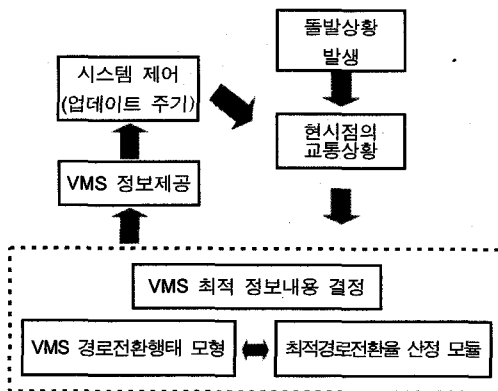 돌발상황
발생
시스템 제어
(업데이트 주기)
현시점의
교통상황
VMS 정보제공
VMS 최적 정보내용 결정
VMS 경로전환행태 모형
최적경로전환율 산정 모듈